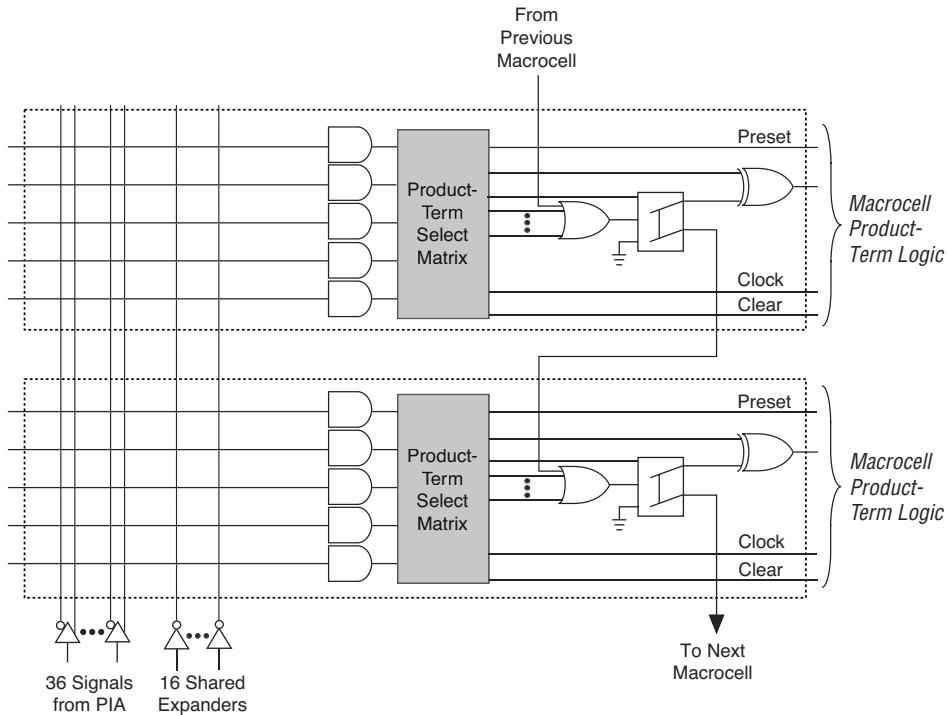 From
Previous
Macrocell
Preset
Product-
Term
Select
Matrix
Macrocell
Product-
Term Logic
Clock
Clear
Preset
Product-
Term
Select
Matrix
Macrocell
Product-
Term Logic
Clock
Clear
36 Signals
from PIA
16 Shared
Expanders
To Next
Macrocell